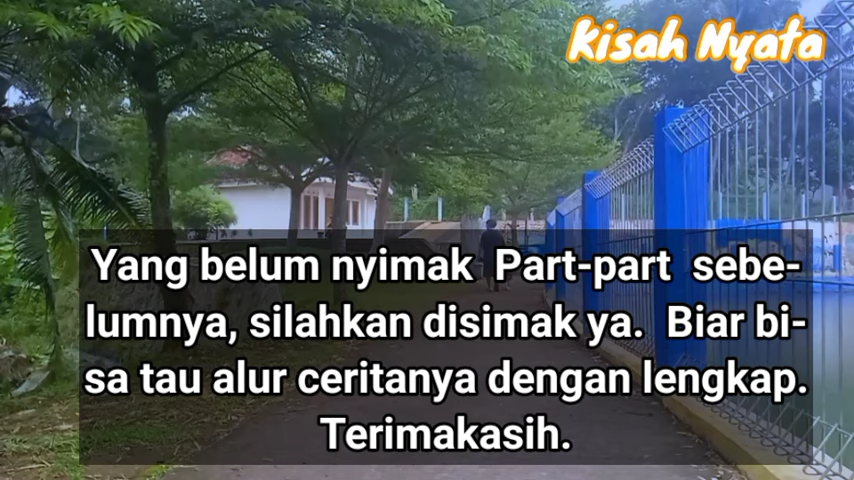 Kisah Nyata
Yang belum nyimak Part-part sebe-
lumnya, silahkan disimak ya. Biar bi-
sa tau alur ceritanya dengan lengkap.
Terimakasih.